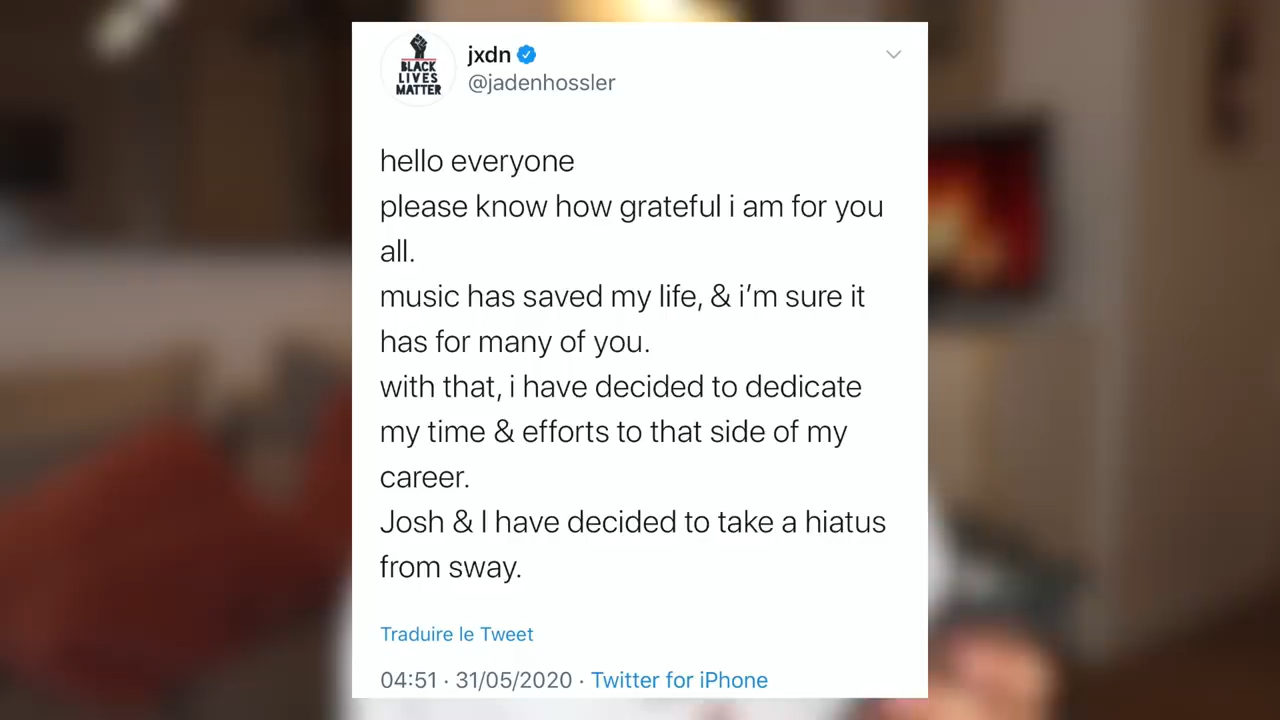 BLACK
LIVES
MATTER
jxdn
@jadenhossler
hello everyone
please know how grateful i am for you
all.
music has saved my life, & i'm sure it
has for many of you.
with that, i have decided to dedicate
my time & efforts to that side of my
career.
Josh & I have decided to take a hiatus
from sway.
Traduire le Tweet
04:51 · 31/05/2020 · Twitter for iPhone